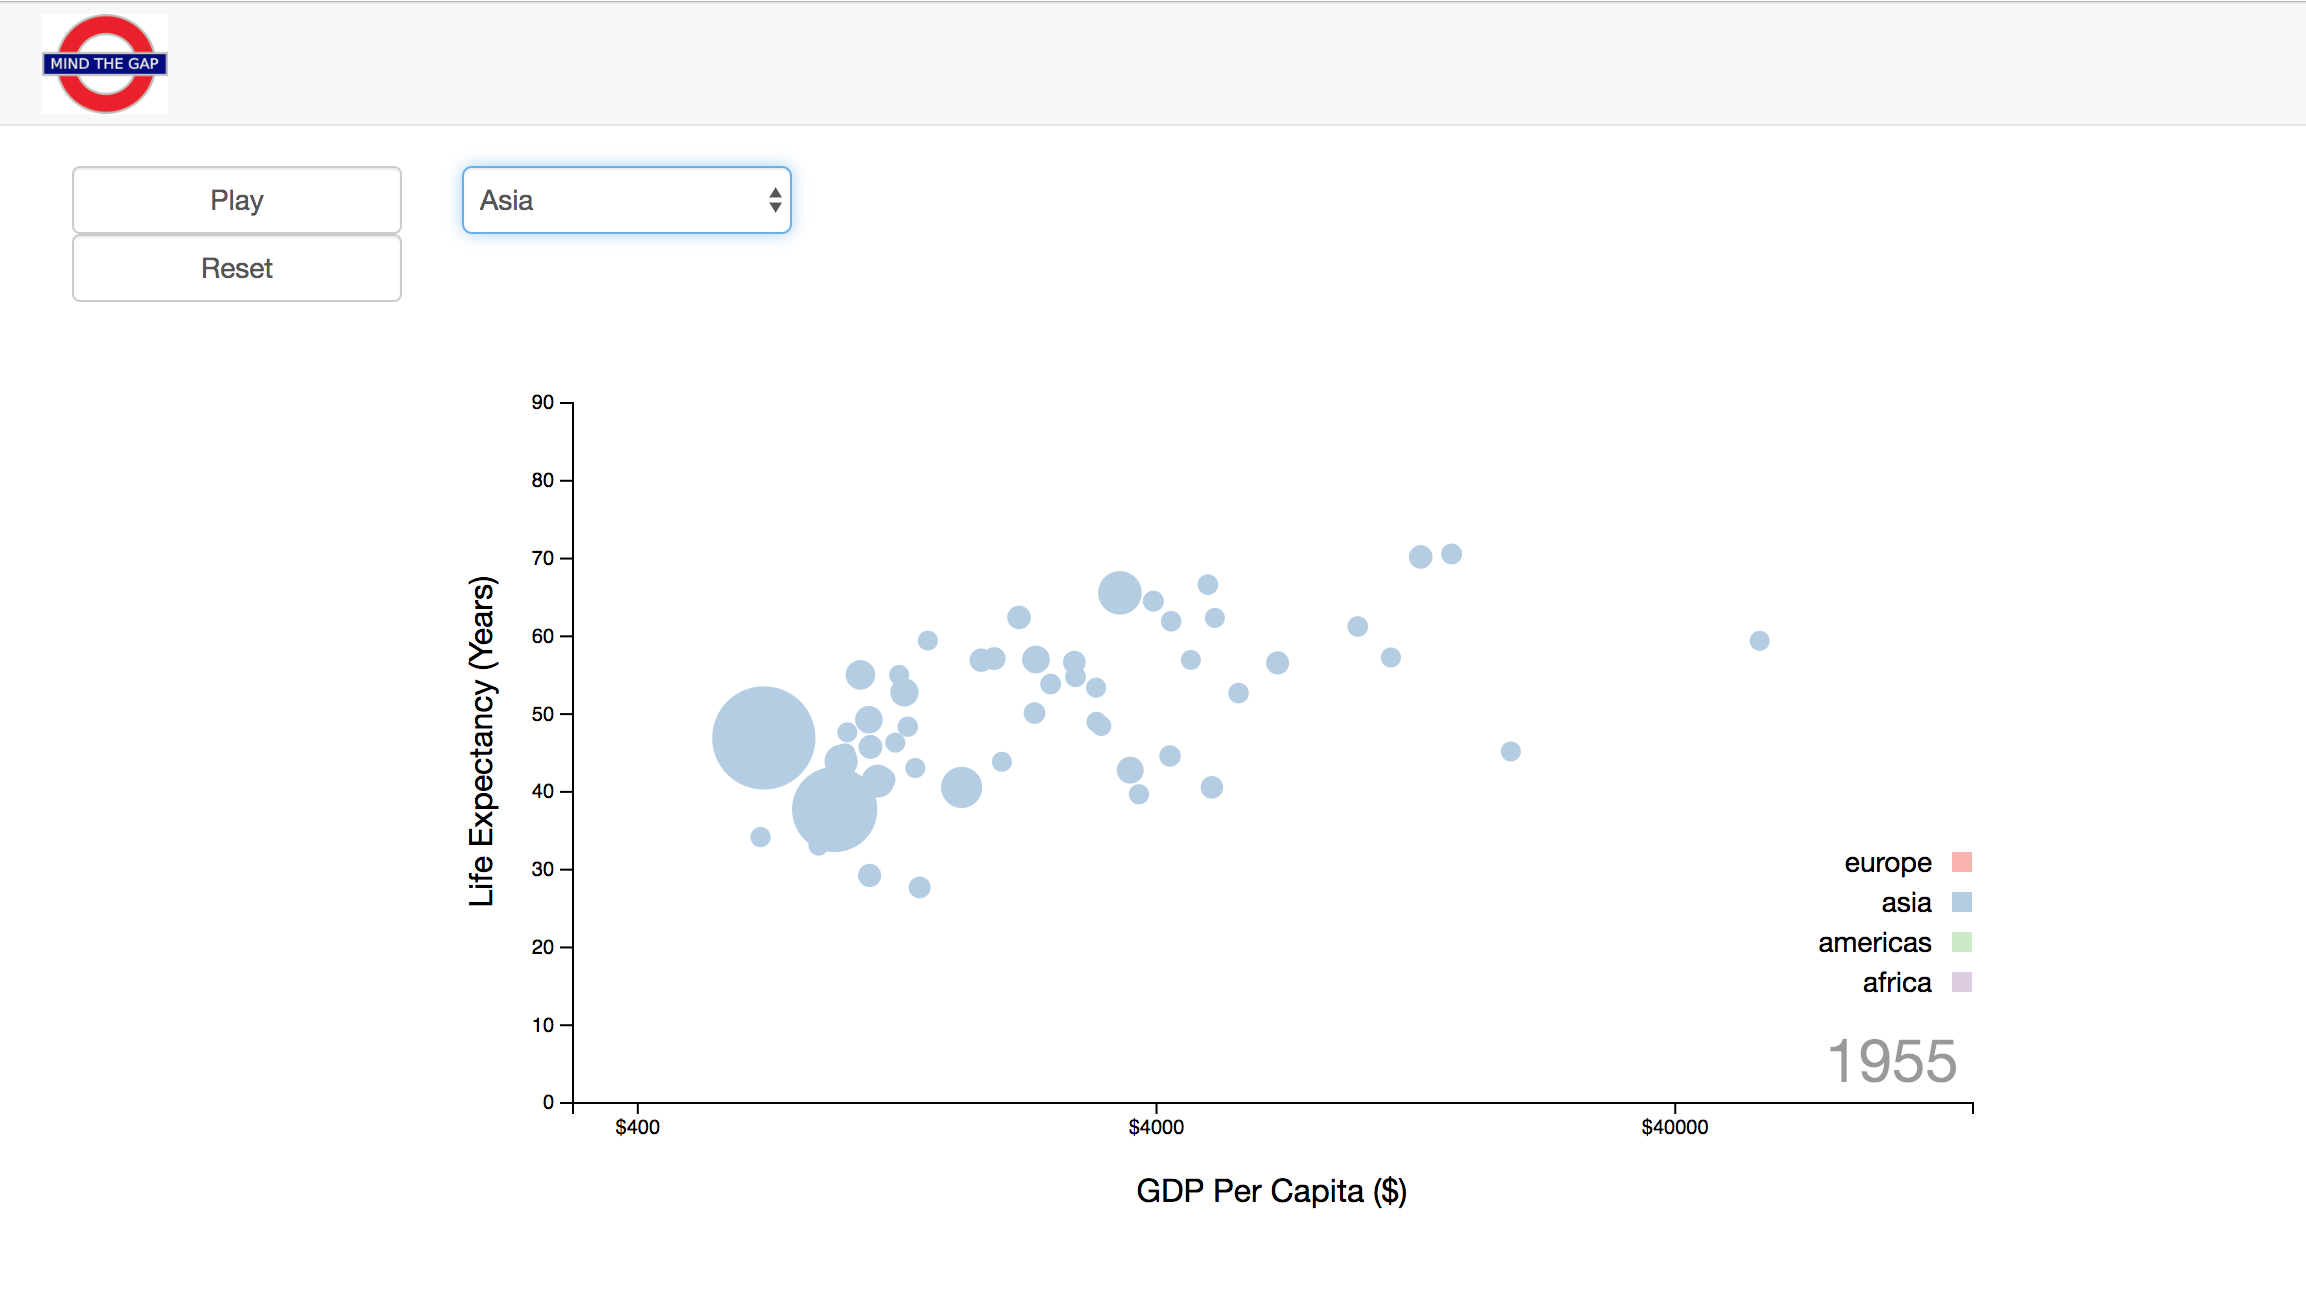 MIND THE GAP
Play
Asia
Reset
90
80
70
60
50
40
30
20
10
0
Life Expectancy (Years)
europe
asia
americas
africa
1955
$400
$4000
$40000
GDP Per Capita ($)